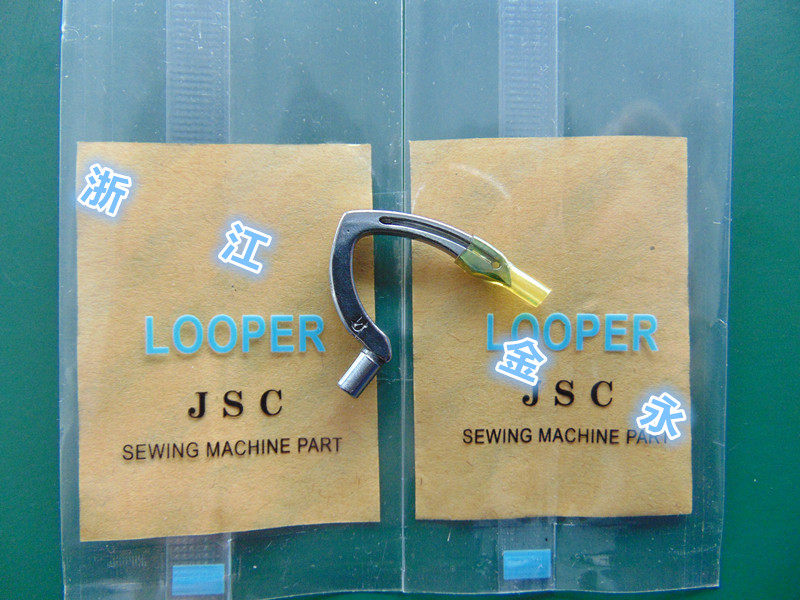 浙
江
金
永
LOOPER
JSC
SEWING MACHINE PART
LOOPER
JSC
SEWING MACHINE PART